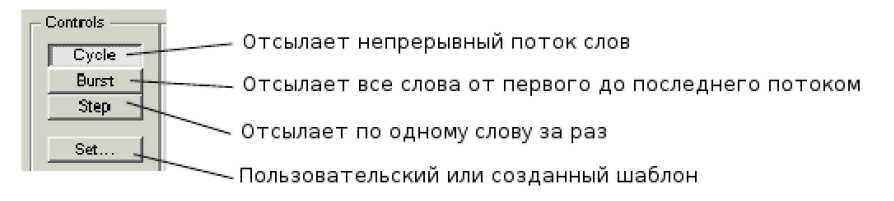 Controls
Cycle
Отсылает непрерывный поток слов
Burst
Отсылает все слова от первого до последнего потоком
Step
Отсылает по одному слову за раз
Set...
Пользовательский или созданный шаблон